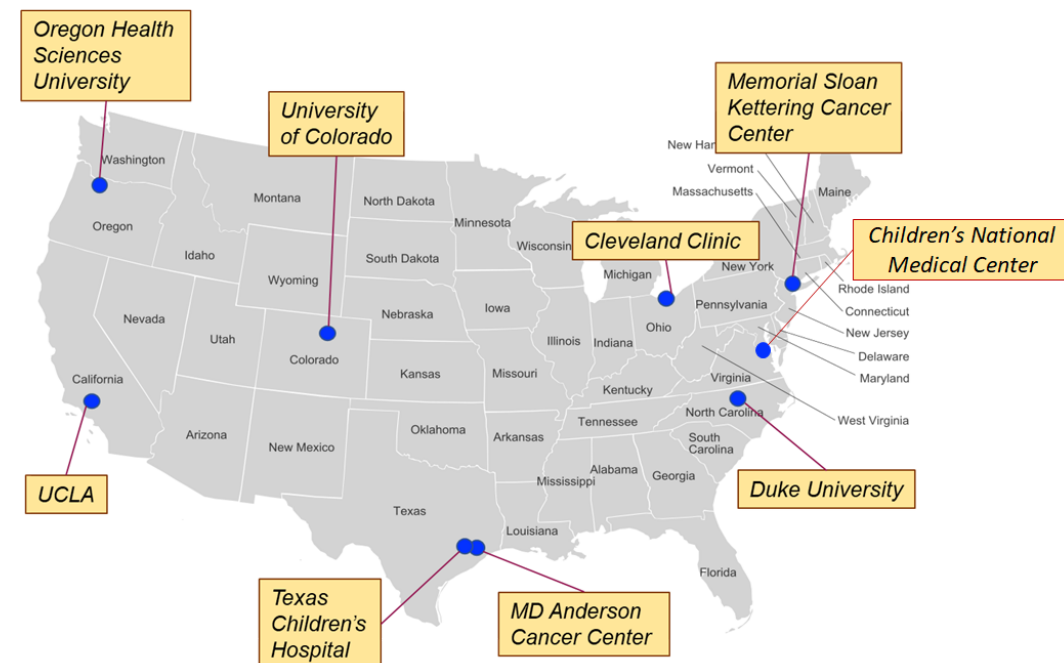 Oregon Health
Sciences
University
University
of Colorado
Memorial Sloan
Kettering Cancer
Center
Cleveland Clinic
Children's National
Medical Center
UCLA
Duke University
Texas
Children's
Hospital
MD Anderson
Cancer Center
Washington
Oregon
Idaho
Montana
Wyoming
Nevada
Utah
Colorado
California
Arizona
New Mexico
North Dakota
South Dakota
Nebraska
Kansas
Oklahoma
Texas
Minnesota
Iowa
Missouri
Arkansas
Louisiana
Wisconsin
Illinois
Michigan
Indiana
Ohio
Kentucky
Tennessee
Mississippi
Alabama
Georgia
Florida
South
Carolina
North Carolina
Virginia
West Virginia
Pennsylvania
New York
Maine
New Har
Vermont
Massachusetts
Rhode Island
Connecticut
New Jersey
Delaware
Maryland